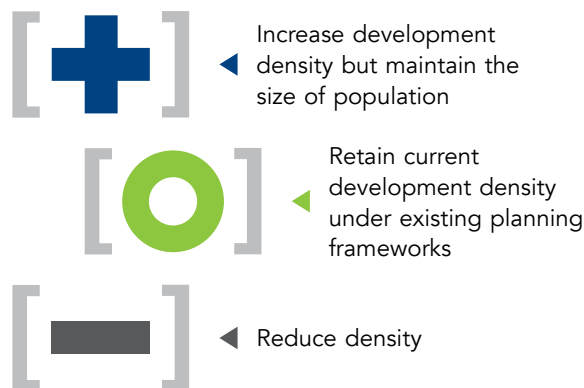 Increase development
density but maintain the
size of population
Retain current
development density
under existing planning
frameworks
Reduce density